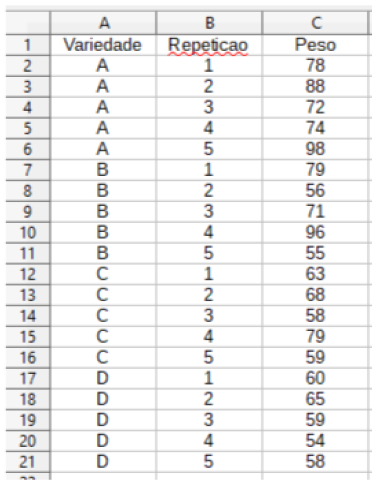 A B C
1 Variedade Repeticao Peso
2 A 1 78
3 A 2 88
4 A 3 72
5 A 4 74
6 A 5 98
7 B 1 79
8 B 2 56
9 B 3 71
10 B 4 96
11 B 5 55
12 C 1 63
13 C 2 68
14 C 3 58
15 C 4 79
16 C 5 59
17 D 1 60
18 D 2 65
19 D 3 59
20 D 4 54
21 D 5 58